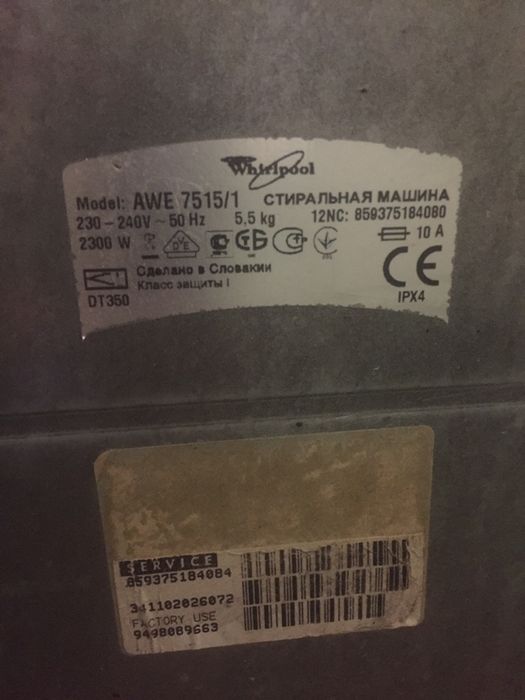 Whirlpool
Model: AWE 7515/1 СТИРАЛЬНАЯ МАШИНА
230 – 240V ~ 50 Hz 5,5 kg 12NC: 859375184080
2300 W 10 A
Сделано в Словакии
Класс защиты I
DT350 IPX4
SERVICE
859375184084
341102026072
FACTORY USE
9498089663